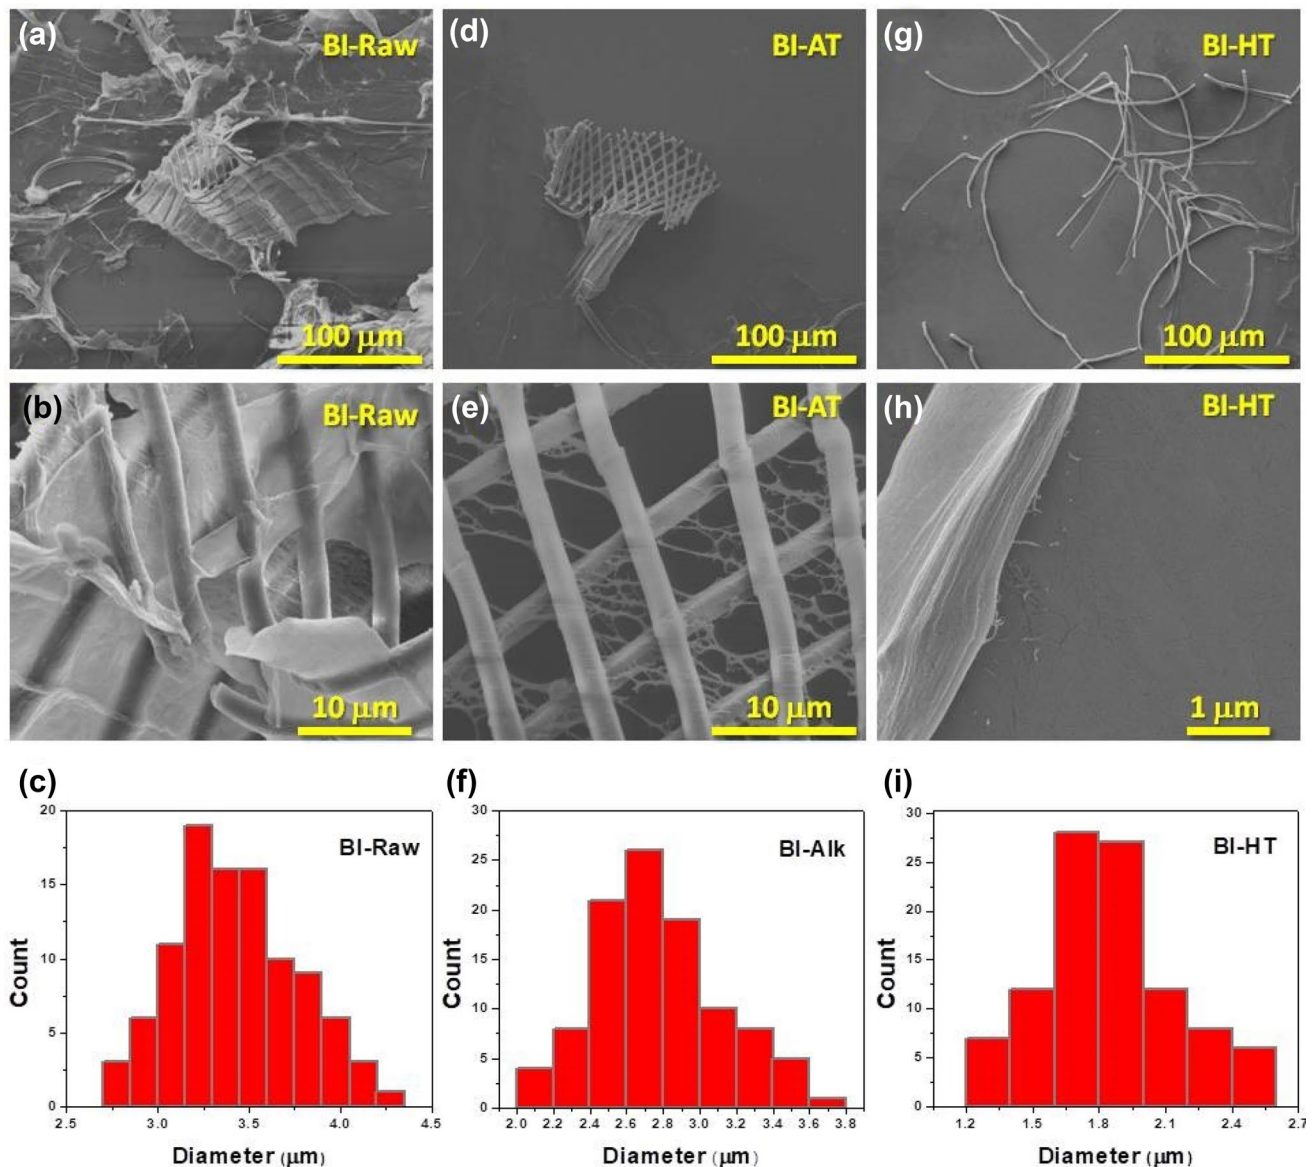 (a) BI-Raw (d) BI-AT (g) BI-HT
100 μm 100 μm 100 μm
(b) BI-Raw (e) BI-AT (h) BI-HT
10 μm 10 μm 1 μm
(c) (f) (i)
BI-Raw
20
15
10
5
0
Count
2.5 3.0 3.5 4.0 4.5
Diameter (μm)
BI-Alk
30
25
20
15
10
5
0
Count
2.0 2.2 2.4 2.6 2.8 3.0 3.2 3.4 3.6 3.8
Diameter (μm)
BI-HT
30
25
20
15
10
5
0
Count
1.2 1.5 1.8 2.1 2.4 2.7
Diameter (μm)